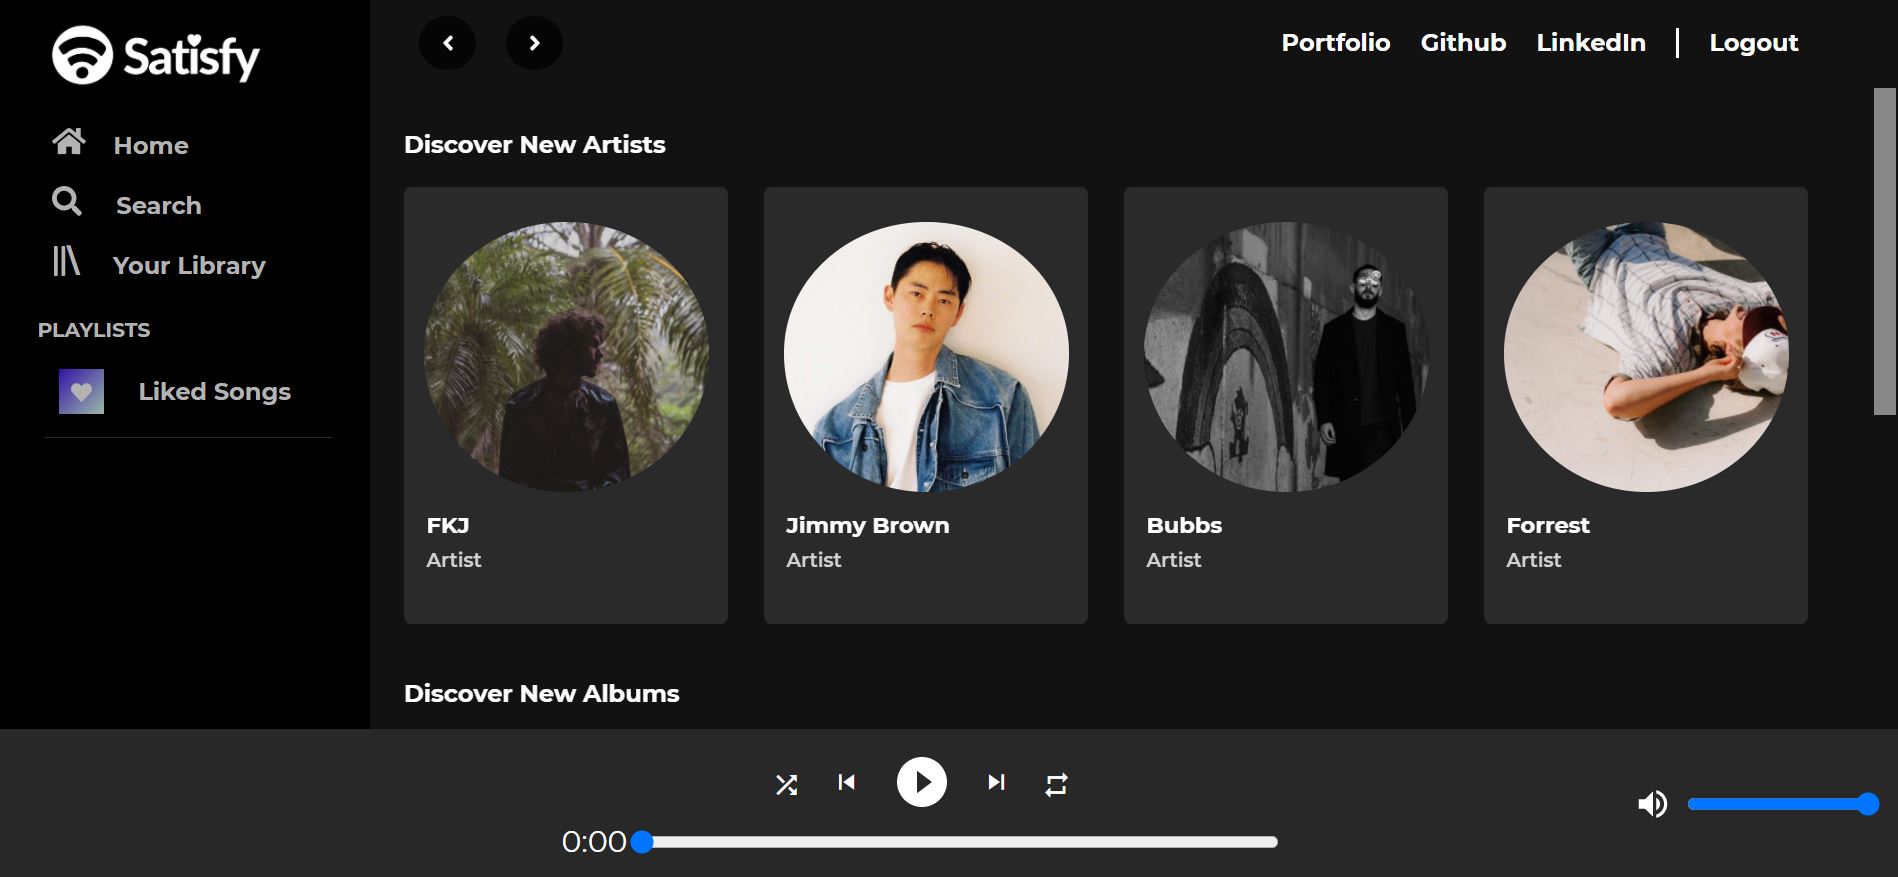 Satisfy
Home
Search
Your Library
PLAYLISTS
Liked Songs
Portfolio Github LinkedIn | Logout
Discover New Artists
FKJ
Artist
Jimmy Brown
Artist
Bubbs
Artist
Forrest
Artist
Discover New Albums
0:00